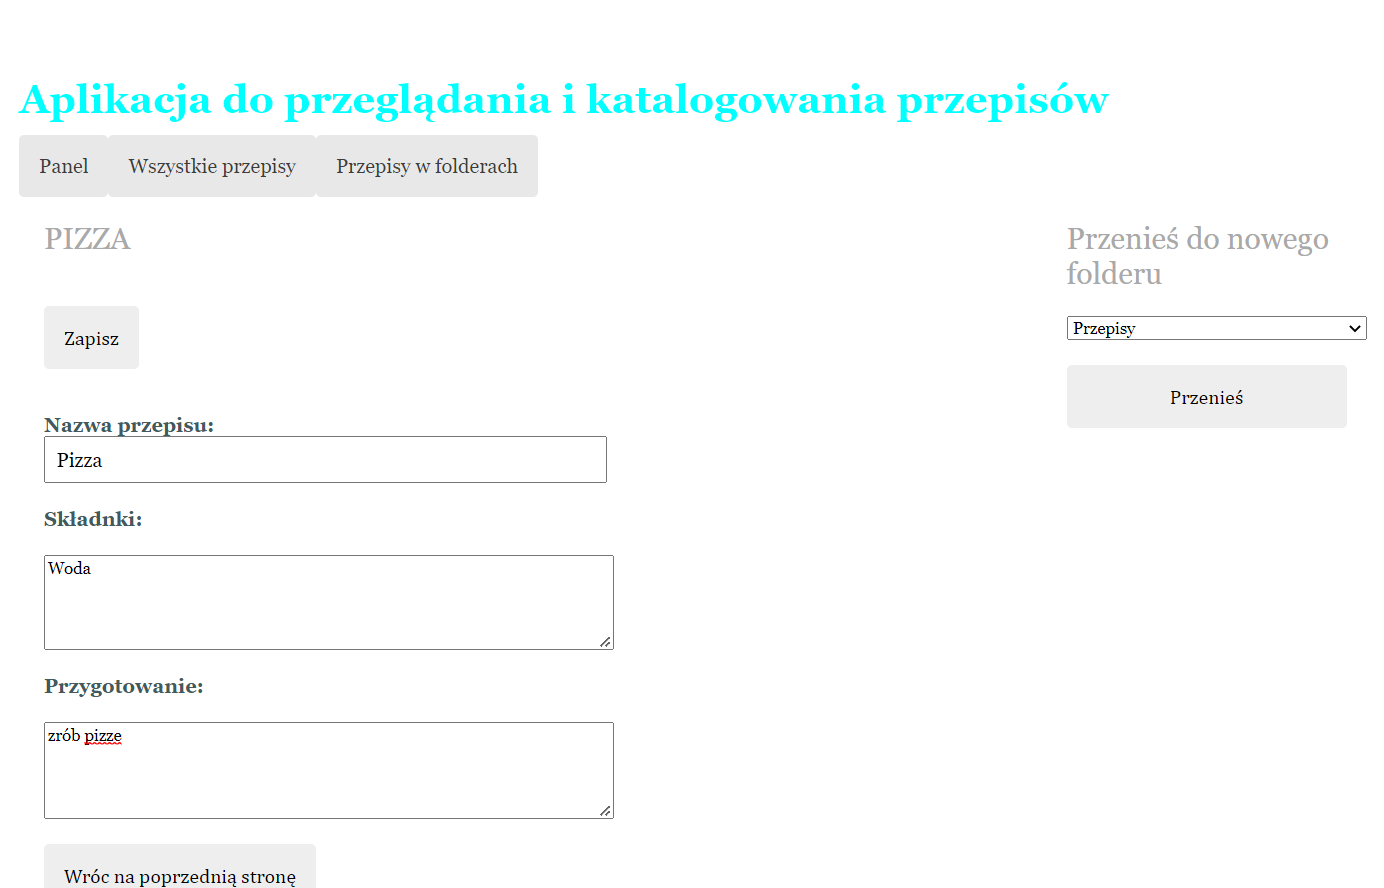 Aplikacja do przeglądania i katalogowania przepisów
Panel
Wszystkie przepisy
Przepisy w folderach
PIZZA
Zapisz
Nazwa przepisu:
Pizza
Składnki:
Woda
Przygotowanie:
zrób pizze
Wróc na poprzednią stronę
Przenieś do nowego
folderu
Przepisy
Przenieś